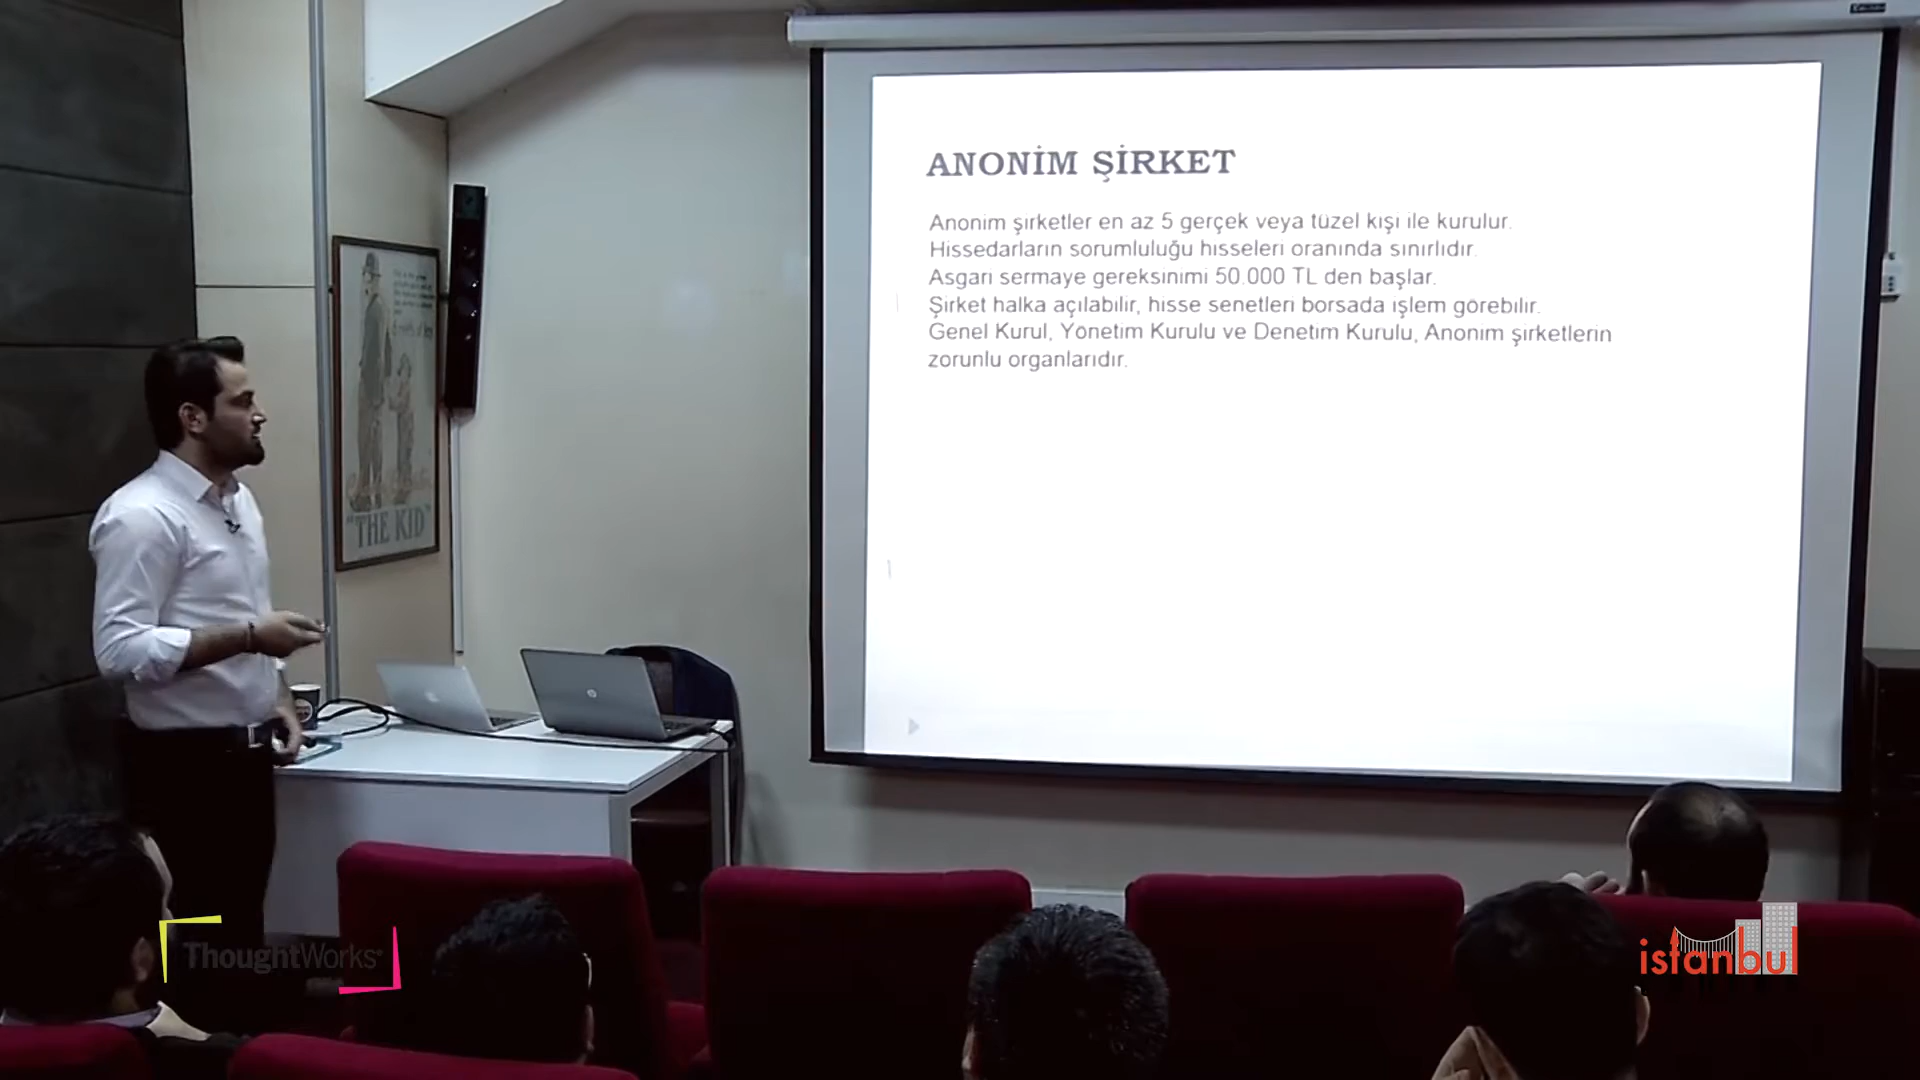 ANONİM ŞİRKET
Anonim şirketler en az 5 gerçek veya tüzel kişi ile kurulur.
Hissedarların sorumluluğu hisseleri oranında sınırlıdır.
Asgari sermaye gereksinimi 50.000 TL den başlar.
Şirket halka açılabilir, hisse senetleri borsada işlem görebilir.
Genel Kurul, Yönetim Kurulu ve Denetim Kurulu, Anonim şirketlerin
zorunlu organlarıdır.
"THE KID"
hp
ThoughtWorks®
istanbul